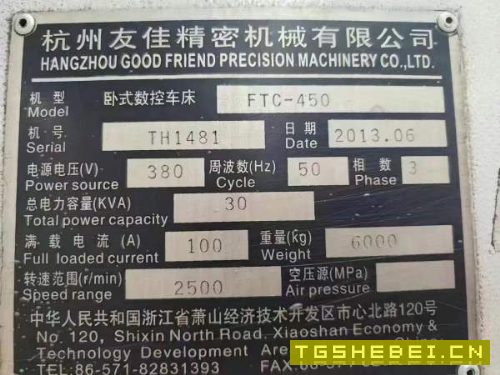 杭州友佳精密机械有限公司
HANGZHOU GOOD FRIEND PRECISION MACHINERY CO.,LTD.
机 型 卧式数控车床 FTC-450
Model
机 号 TH1481 日 期 2013.06
Serial Date
电源电压(V) 380 周波数(Hz) 50 相 数 3
Power source Cycle Phase
总电力容量(KVA) 30
Total power capacity
满 载 电 流 (A) 100 重量(kg) 6000
Full loaded current Weight
转速范围(r/min) 2500 空压源(MPa)
Speed range Air pressure
中华人民共和国浙江省萧山经济技术开发区市心北路120号
No. 120, Shixin North Road. Xiaoshan Economy &
Technology Development
TEL:86-571-82831393
TGSHEBEI.CN